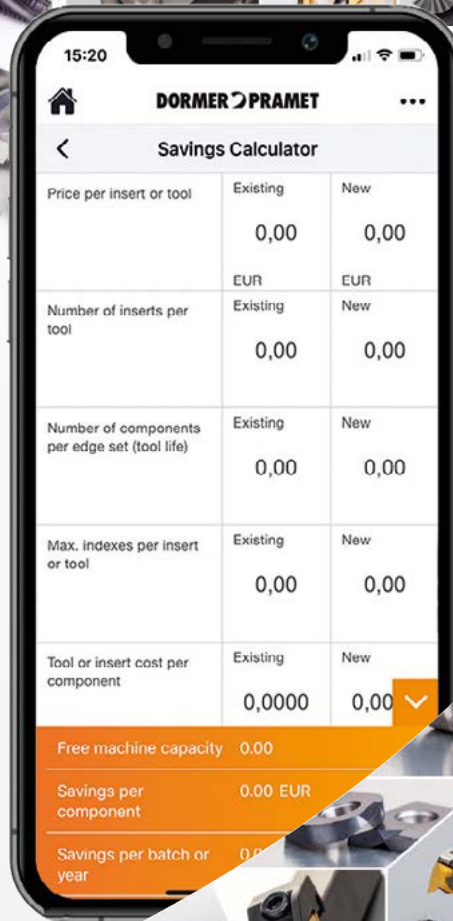 15:20
DORMER PRAMET
Savings Calculator
Price per insert or tool
Existing
New
0,00
0,00
EUR
EUR
Number of inserts per
tool
Existing
New
0,00
0,00
Number of components
per edge set (tool life)
Existing
New
0,00
0,00
Max. indexes per insert
or tool
Existing
New
0,00
0,00
Tool or insert cost per
component
Existing
New
0,0000
0,00
Free machine capacity 0.00
Savings per
component
0.00 EUR
Savings per batch or
year